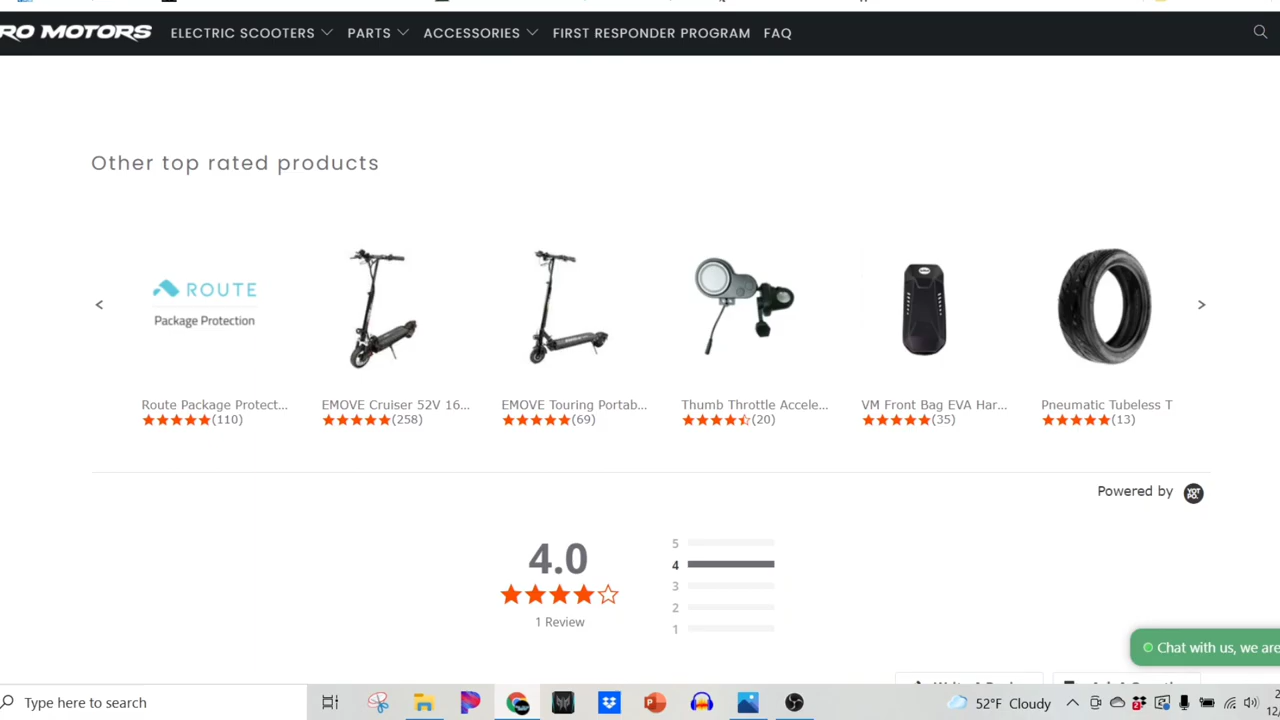 RO MOTORS ELECTRIC SCOOTERS PARTS ACCESSORIES FIRST RESPONDER PROGRAM FAQ
Other top rated products
ROUTE
Package Protection
Route Package Protect... EMOVE Cruiser 52V 16... EMOVE Touring Portab... Thumb Throttle Accele... VM Front Bag EVA Har... Pneumatic Tubeless T
(110) (258) (69) (20) (35) (13)
Powered by YOTPO.
4.0
1 Review
5
4
3
2
1
Chat with us, we are
Type here to search
52°F Cloudy
12/